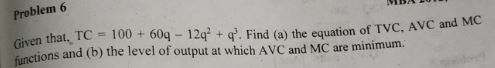 Problem 6
Given that, TC = 100 + 60q − 12q² + q³. Find (a) the equation of TVC, AVC and MC
functions and (b) the level of output at which AVC and MC are minimum.